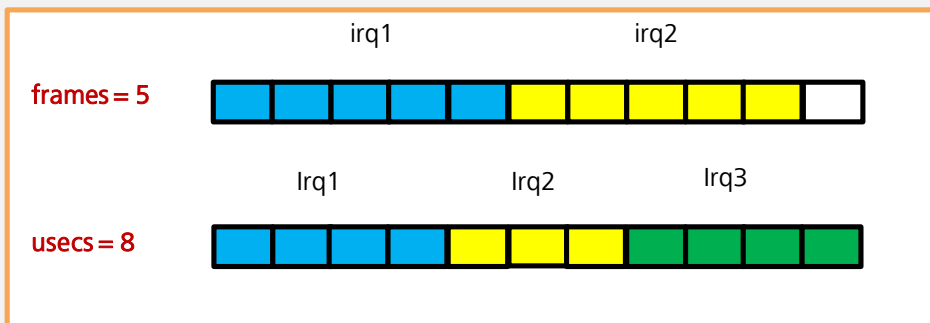 irq1 irq2
frames = 5
Irq1 Irq2 Irq3
usecs = 8